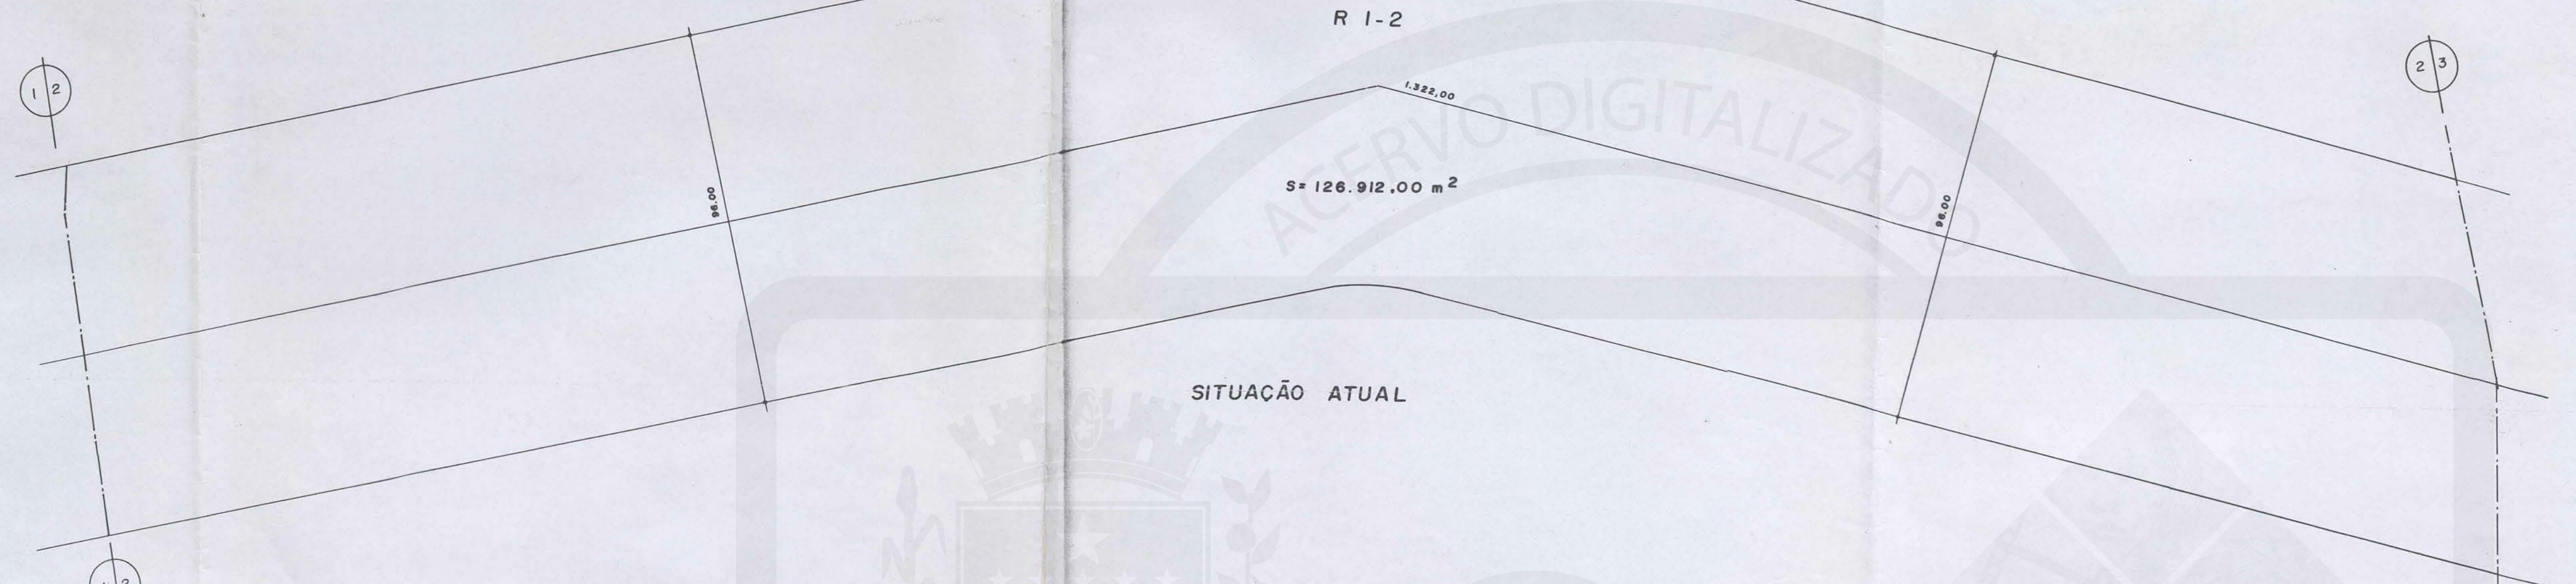 R 1-2
1 2
2 3
1.322,00
ACERVO DIGITALIZADO
S= 126.912,00 m²
96.00
96.00
SITUAÇÃO ATUAL
2